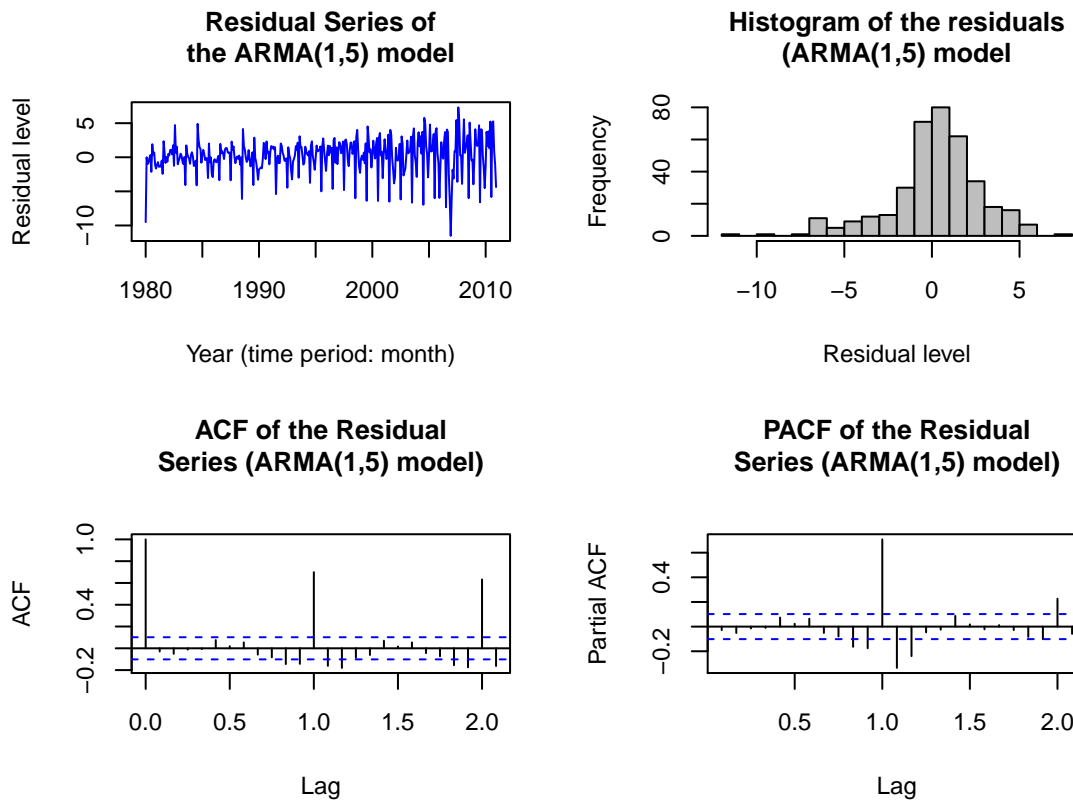 Residual Series of
the ARMA(1,5) model
Residual level
5
0
−10
1980
1990
2000
2010
Year (time period: month)
Histogram of the residuals
(ARMA(1,5) model
Frequency
80
40
0
−10
−5
0
5
Residual level
ACF of the Residual
Series (ARMA(1,5) model)
ACF
1.0
0.4
−0.2
0.0
0.5
1.0
1.5
2.0
Lag
PACF of the Residual
Series (ARMA(1,5) model)
Partial ACF
0.4
−0.2
0.5
1.0
1.5
2.0
Lag